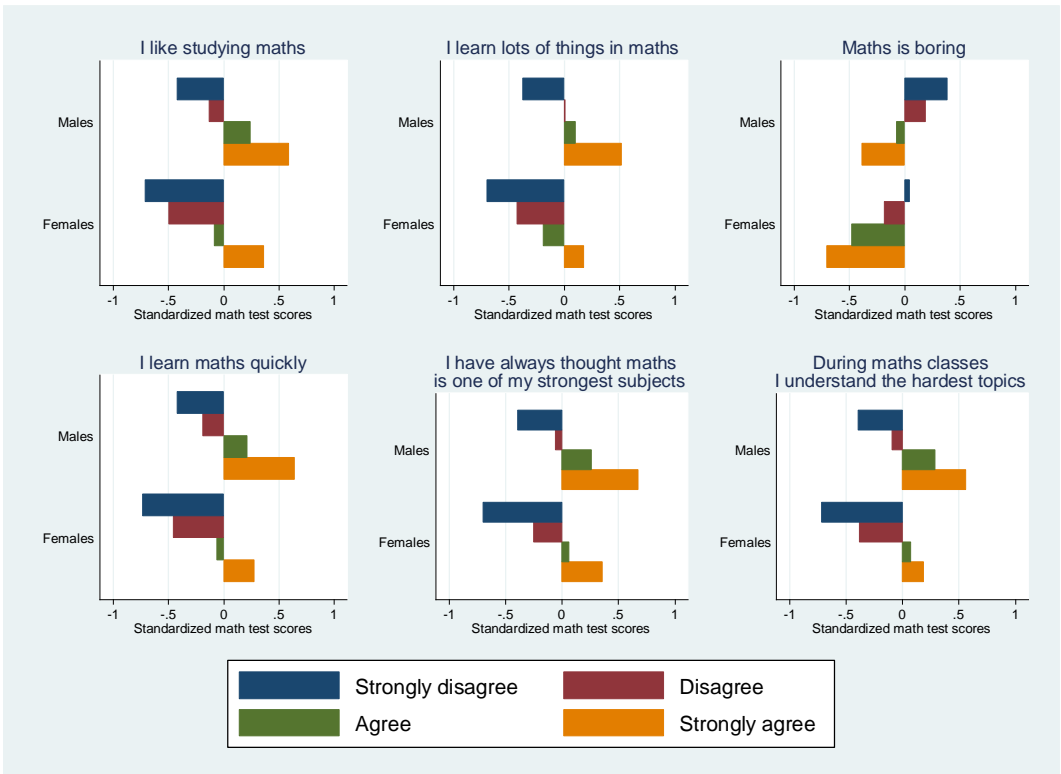 I like studying maths
Males
Females
-1 -.5 0 .5 1
Standardized math test scores
I learn lots of things in maths
-1 -.5 0 .5 1
Standardized math test scores
Maths is boring
Males
Females
-1 -.5 0 .5 1
Standardized math test scores
I learn maths quickly
Males
Females
-1 -.5 0 .5 1
Standardized math test scores
I have always thought maths
is one of my strongest subjects
Males
Females
-1 -.5 0 .5 1
Standardized math test scores
During maths classes
I understand the hardest topics
Males
Females
-1 -.5 0 .5 1
Standardized math test scores
Strongly disagree
Disagree
Agree
Strongly agree